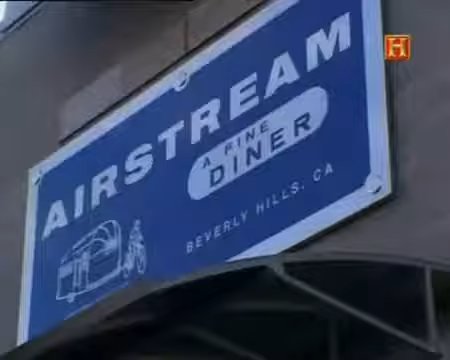 AIRSTREAM
A FINE
DINER
BEVERLY HILLS, CA
H